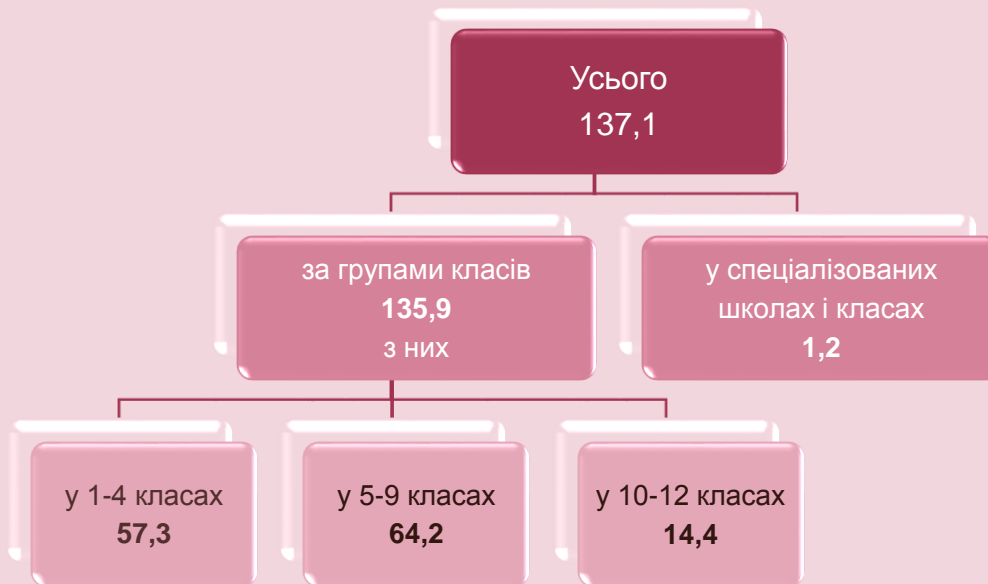 Усього
137,1
за групами класів
135,9
з них
у спеціалізованих
школах і класах
1,2
у 1-4 класах
57,3
у 5-9 класах
64,2
у 10-12 класах
14,4